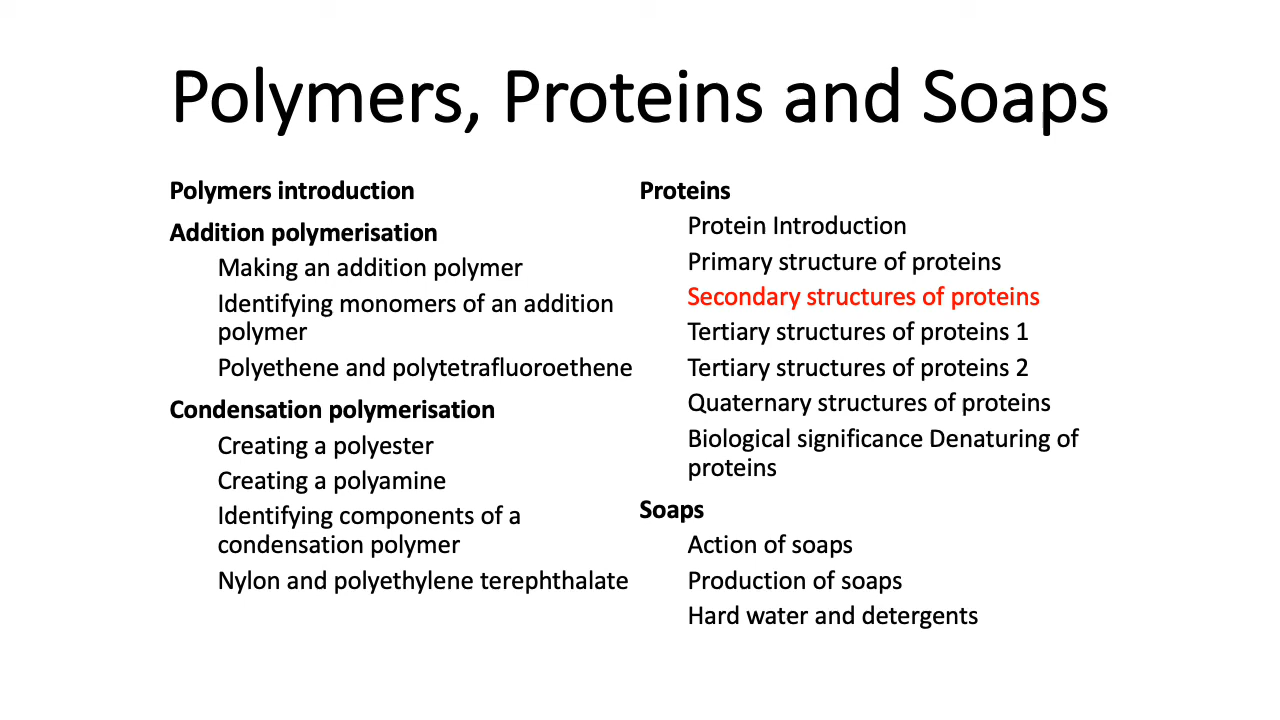 Polymers, Proteins and Soaps
Polymers introduction
Addition polymerisation
Making an addition polymer
Identifying monomers of an addition
polymer
Polyethene and polytetrafluoroethene
Condensation polymerisation
Creating a polyester
Creating a polyamine
Identifying components of a
condensation polymer
Nylon and polyethylene terephthalate
Proteins
Protein Introduction
Primary structure of proteins
Secondary structures of proteins
Tertiary structures of proteins 1
Tertiary structures of proteins 2
Quaternary structures of proteins
Biological significance Denaturing of
proteins
Soaps
Action of soaps
Production of soaps
Hard water and detergents